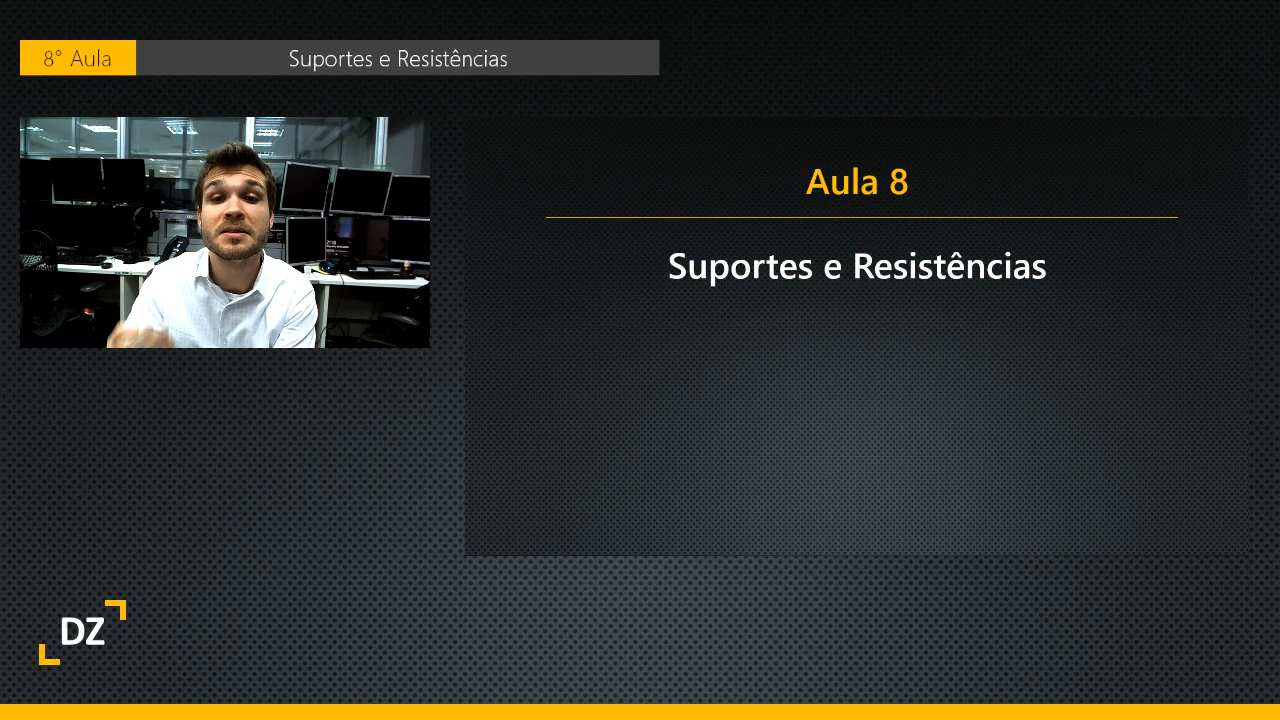 8° Aula
Suportes e Resistências
Aula 8
Suportes e Resistências
DZ